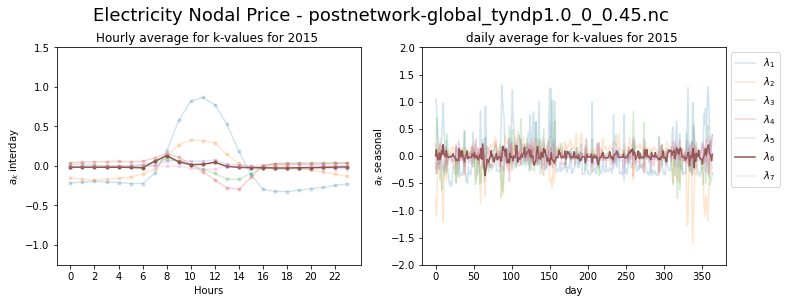 Electricity Nodal Price - postnetwork-global_tyndp1.0_0_0.45.nc
Hourly average for k-values for 2015
daily average for k-values for 2015
1.5
1.0
0.5
0.0
−0.5
−1.0
a_k interday
0 2 4 6 8 10 12 14 16 18 20 22
Hours
2.0
1.5
1.0
0.5
0.0
−0.5
−1.0
−1.5
−2.0
a_k seasonal
0 50 100 150 200 250 300 350
day
λ₁
λ₂
λ₃
λ₄
λ₅
λ₆
λ₇